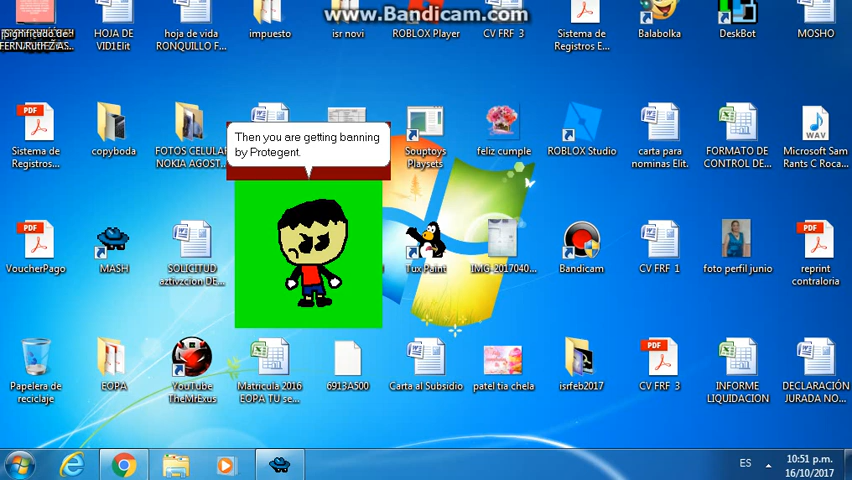 www.Bandicam.com
HOJA DE
VID1Elit
hoja de vida
RONQUILLO F...
impuesto
isr novi
ROBLOX Player
CV FRF 3
Sistema de
Registros E...
Balabolka
DeskBot
MOSHO
Then you are getting banning
by Protegent.
Sistema de
Registros...
copyboda
FOTOS CELULAR
NOKIA AGOST...
Souptoys
Playsets
feliz cumple
ROBLOX Studio
carta para
nominas Elit.
FORMATO DE
CONTROL DE...
Microsoft Sam
Rants C Roca...
VoucherPago
MASH
SOLICITUD
aztivzcion DE...
Tux Paint
IMG-2017040...
Bandicam
CV FRF 1
foto perfil junio
reprint
contraloria
Papelera de
reciclaje
EOPA
YouTube
TheMrExus
Matricula 2016
EOPA TU se...
6913A500
Carta al Subsidio
patel tia chela
isrfeb2017
CV FRF 3
INFORME
LIQUIDACION
DECLARACIÓN
JURADA NO...
ES
10:51 p.m.
16/10/2017